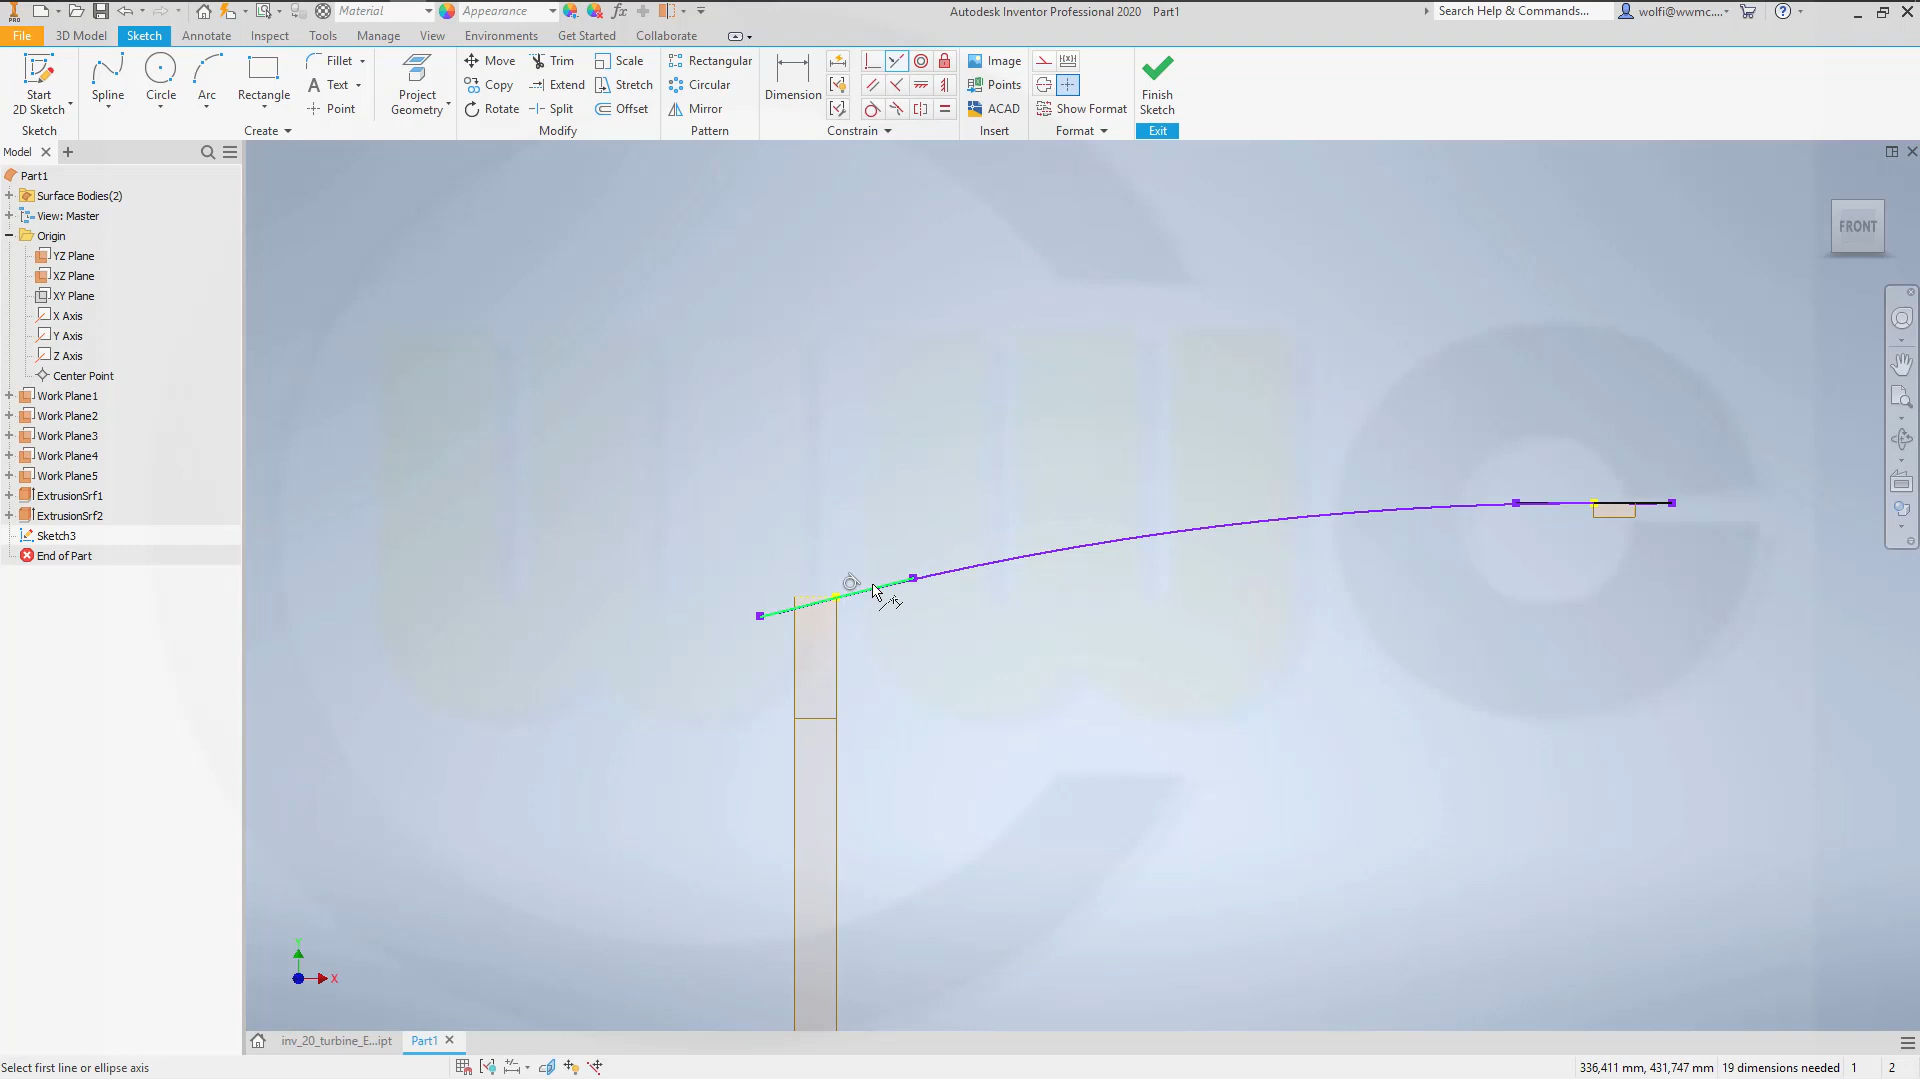 PRO
Material
Appearance
Autodesk Inventor Professional 2020 Part1
Search Help & Commands...
wolfi@wwmc....
File
3D Model
Sketch
Annotate
Inspect
Tools
Manage
View
Environments
Get Started
Collaborate
Start
2D Sketch
Spline
Circle
Arc
Rectangle
Fillet
Text
Point
Project
Geometry
Move
Copy
Rotate
Trim
Extend
Split
Scale
Stretch
Offset
Rectangular
Circular
Mirror
Dimension
Image
Points
ACAD
Show Format
Finish
Sketch
Sketch
Create
Modify
Pattern
Constrain
Insert
Format
Exit
Model
Part1
Surface Bodies(2)
View: Master
Origin
YZ Plane
XZ Plane
XY Plane
X Axis
Y Axis
Z Axis
Center Point
Work Plane1
Work Plane2
Work Plane3
Work Plane4
Work Plane5
ExtrusionSrf1
ExtrusionSrf2
Sketch3
End of Part
FRONT
Y
X
inv_20_turbine_E...ipt
Part1
Select first line or ellipse axis
336,411 mm, 431,747 mm
19 dimensions needed
1
2